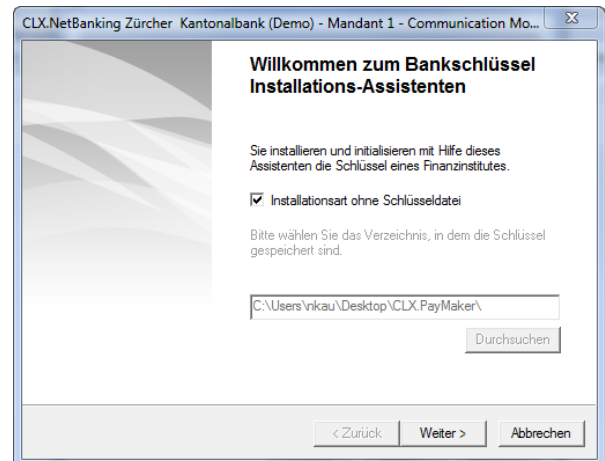 CLX.NetBanking Zürcher Kantonalbank (Demo) - Mandant 1 - Communication Mo...
Willkommen zum Bankschlüssel
Installations-Assistenten
Sie installieren und initialisieren mit Hilfe dieses
Assistenten die Schlüssel eines Finanzinstitutes.
Installationsart ohne Schlüsseldatei
Bitte wählen Sie das Verzeichnis, in dem die Schlüssel
gespeichert sind.
C:\Users\nkau\Desktop\CLX.PayMaker\
Durchsuchen
< Zurück Weiter > Abbrechen